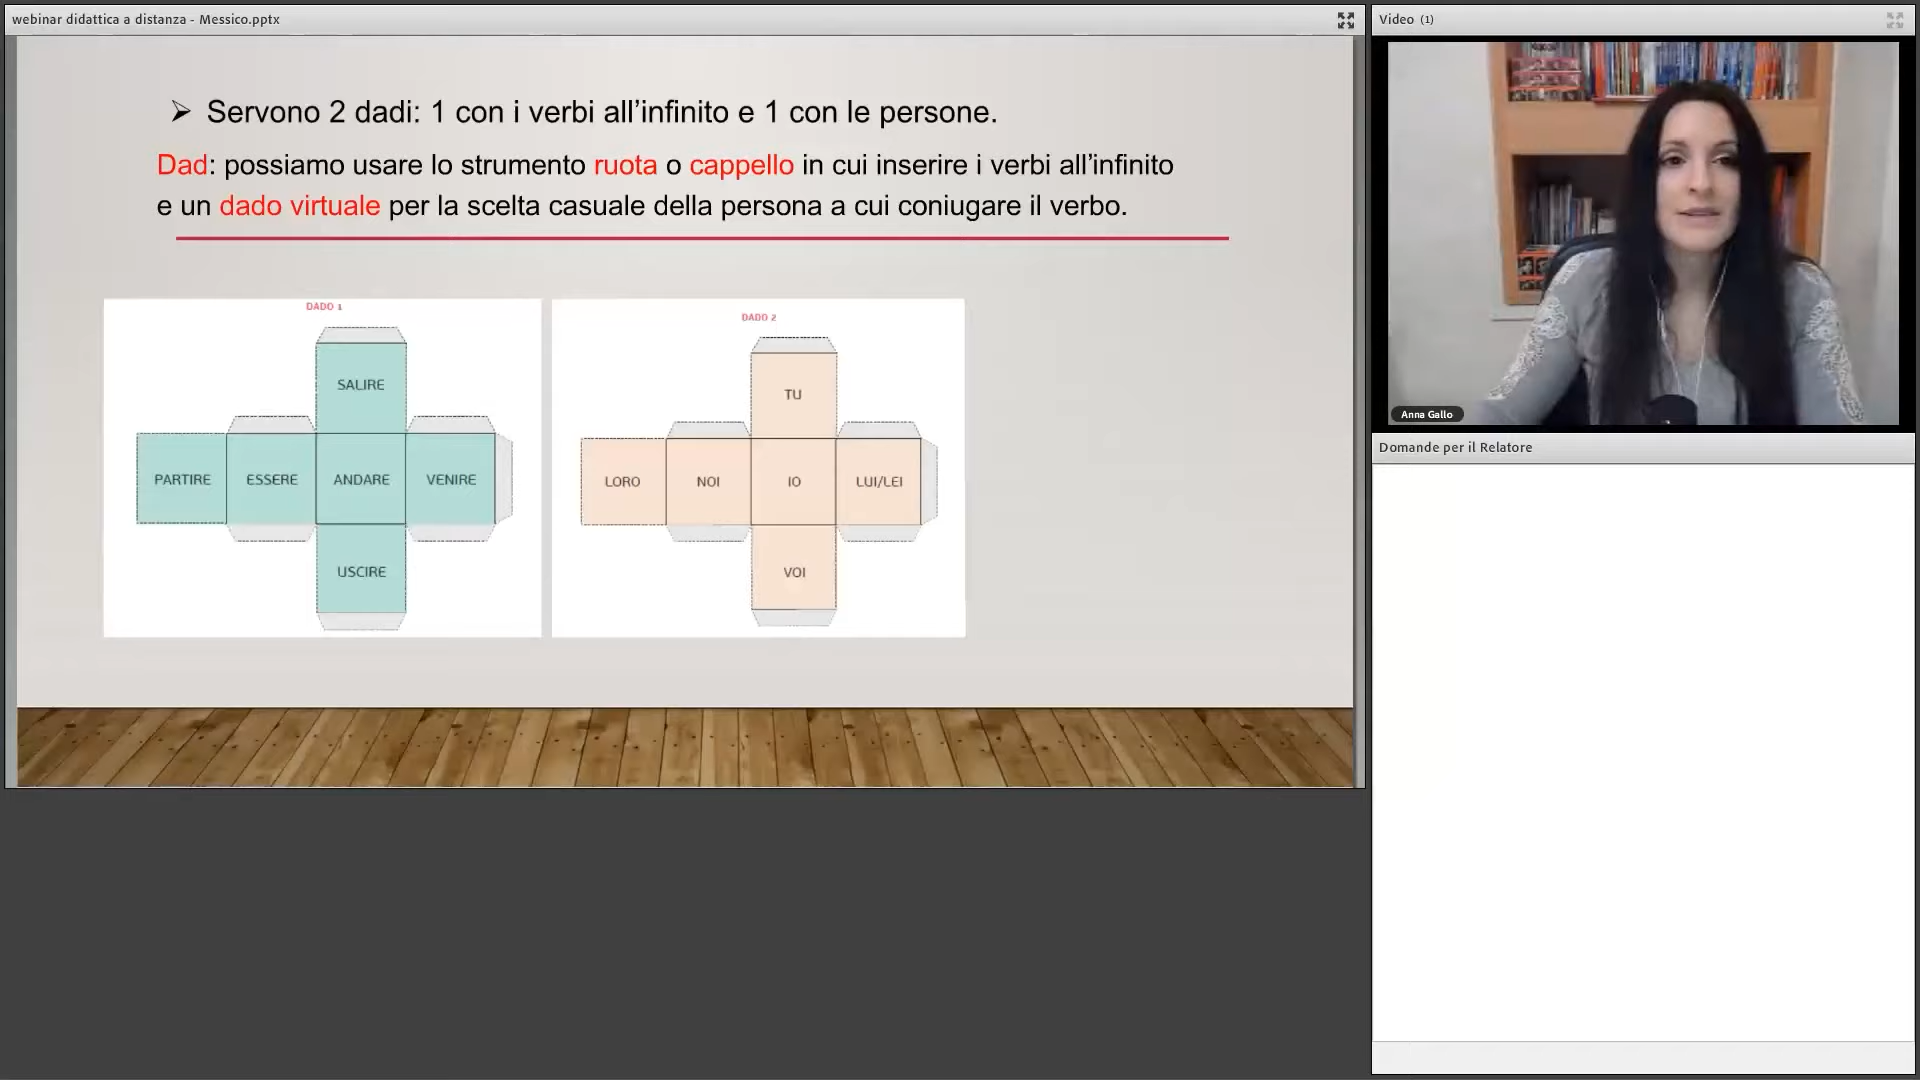 webinar didattica a distanza - Messico.pptx
Servono 2 dadi: 1 con i verbi all’infinito e 1 con le persone.
Dad: possiamo usare lo strumento ruota o cappello in cui inserire i verbi all’infinito
e un dado virtuale per la scelta casuale della persona a cui coniugare il verbo.
DADO 1
SALIRE
PARTIRE ESSERE ANDARE VENIRE
USCIRE
DADO 2
TU
LORO NOI IO LUI/LEI
VOI
Video (1)
Anna Gallo
Domande per il Relatore